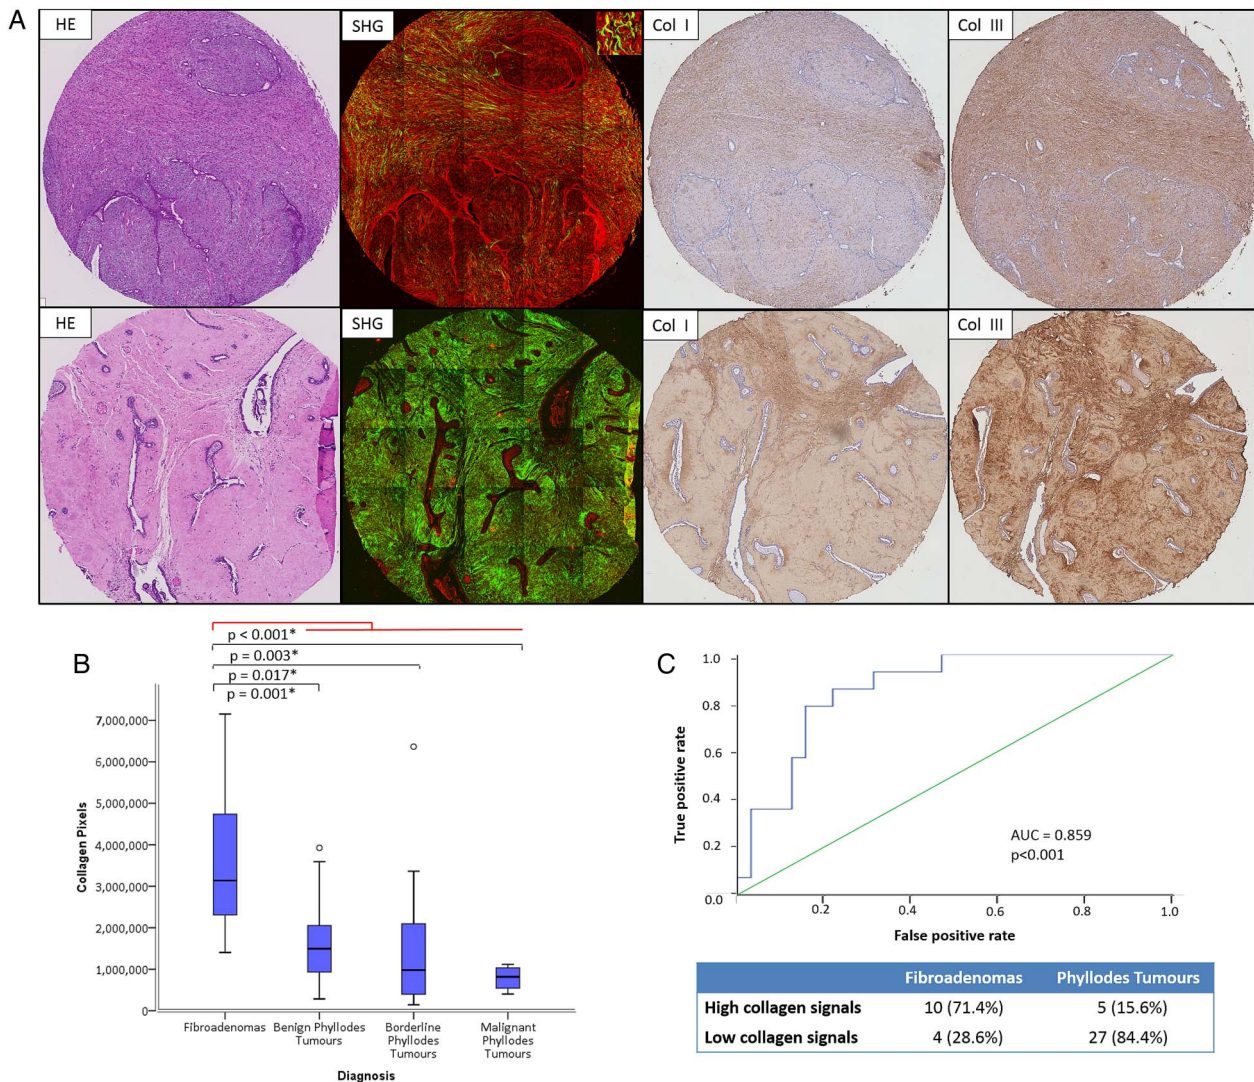 A
HE
SHG
Col I
Col III
HE
SHG
Col I
Col III
B
p < 0.001*
p = 0.003*
p = 0.017*
p = 0.001*
7,000,000
6,000,000
5,000,000
4,000,000
3,000,000
2,000,000
1,000,000
0
Collagen Pixels
Fibroadenomas
Benign Phyllodes
Tumours
Borderline
Phyllodes
Tumours
Malignant
Phyllodes
Tumours
Diagnosis
C
1.0
0.8
0.6
0.4
0.2
0.0
True positive rate
AUC = 0.859
p<0.001
0.2
0.4
0.6
0.8
1.0
False positive rate
Fibroadenomas Phyllodes Tumours
High collagen signals 10 (71.4%) 5 (15.6%)
Low collagen signals 4 (28.6%) 27 (84.4%)